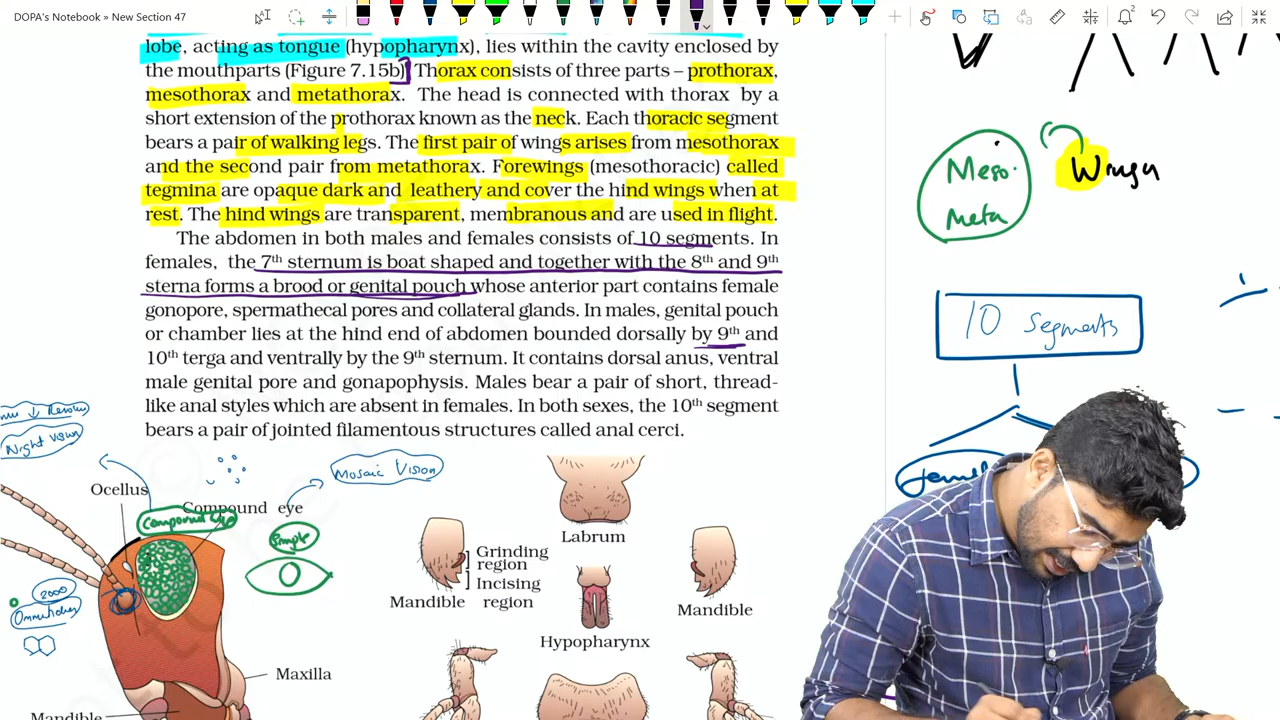 DOPA's Notebook » New Section 47
lobe, acting as tongue (hypopharynx), lies within the cavity enclosed by
the mouthparts (Figure 7.15b). Thorax consists of three parts – prothorax,
mesothorax and metathorax. The head is connected with thorax by a
short extension of the prothorax known as the neck. Each thoracic segment
bears a pair of walking legs. The first pair of wings arises from mesothorax
and the second pair from metathorax. Forewings (mesothoracic) called
tegmina are opaque dark and leathery and cover the hind wings when at
rest. The hind wings are transparent, membranous and are used in flight.
The abdomen in both males and females consists of 10 segments. In
females, the 7th sternum is boat shaped and together with the 8th and 9th
sterna forms a brood or genital pouch whose anterior part contains female
gonopore, spermathecal pores and collateral glands. In males, genital pouch
or chamber lies at the hind end of abdomen bounded dorsally by 9th and
10th terga and ventrally by the 9th sternum. It contains dorsal anus, ventral
male genital pore and gonapophysis. Males bear a pair of short, thread-
like anal styles which are absent in females. In both sexes, the 10th segment
bears a pair of jointed filamentous structures called anal cerci.
Meso
Meta
Wings
10 Segments
Night Vision
Mosaic Vision
Ocellus
Compound eye
Compound eye
Simple
2000
Labrum
Grinding
region
Incising
region
Mandible
Mandible
Hypopharynx
Maxilla
Mandible